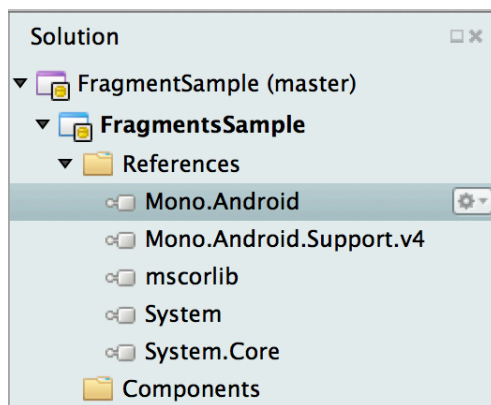 Solution
FragmentSample (master)
FragmentsSample
References
Mono.Android
Mono.Android.Support.v4
mscorlib
System
System.Core
Components